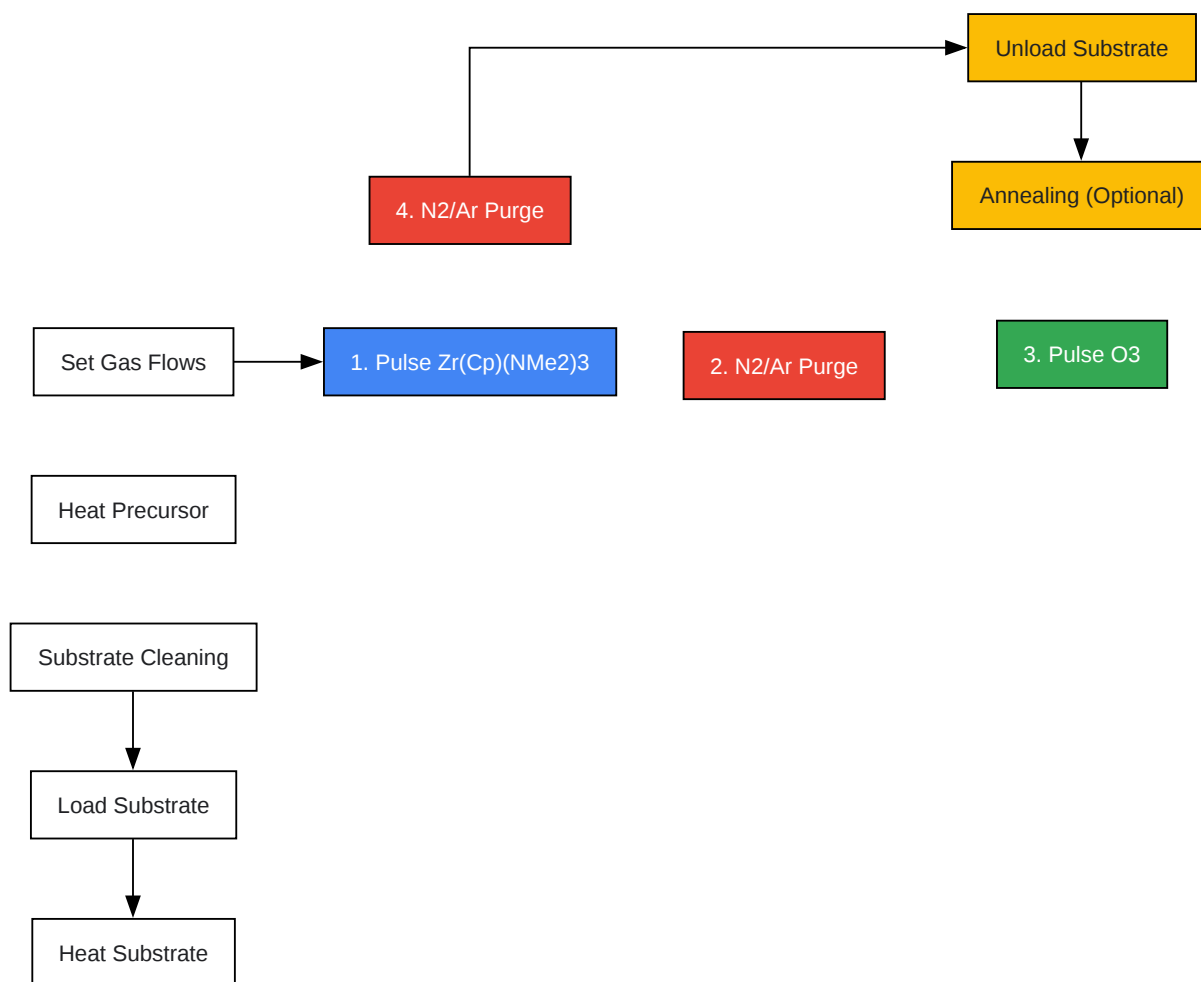 Unload Substrate
Annealing (Optional)
4. N2/Ar Purge
Set Gas Flows
1. Pulse Zr(Cp)(NMe2)3
2. N2/Ar Purge
3. Pulse O3
Heat Precursor
Substrate Cleaning
Load Substrate
Heat Substrate